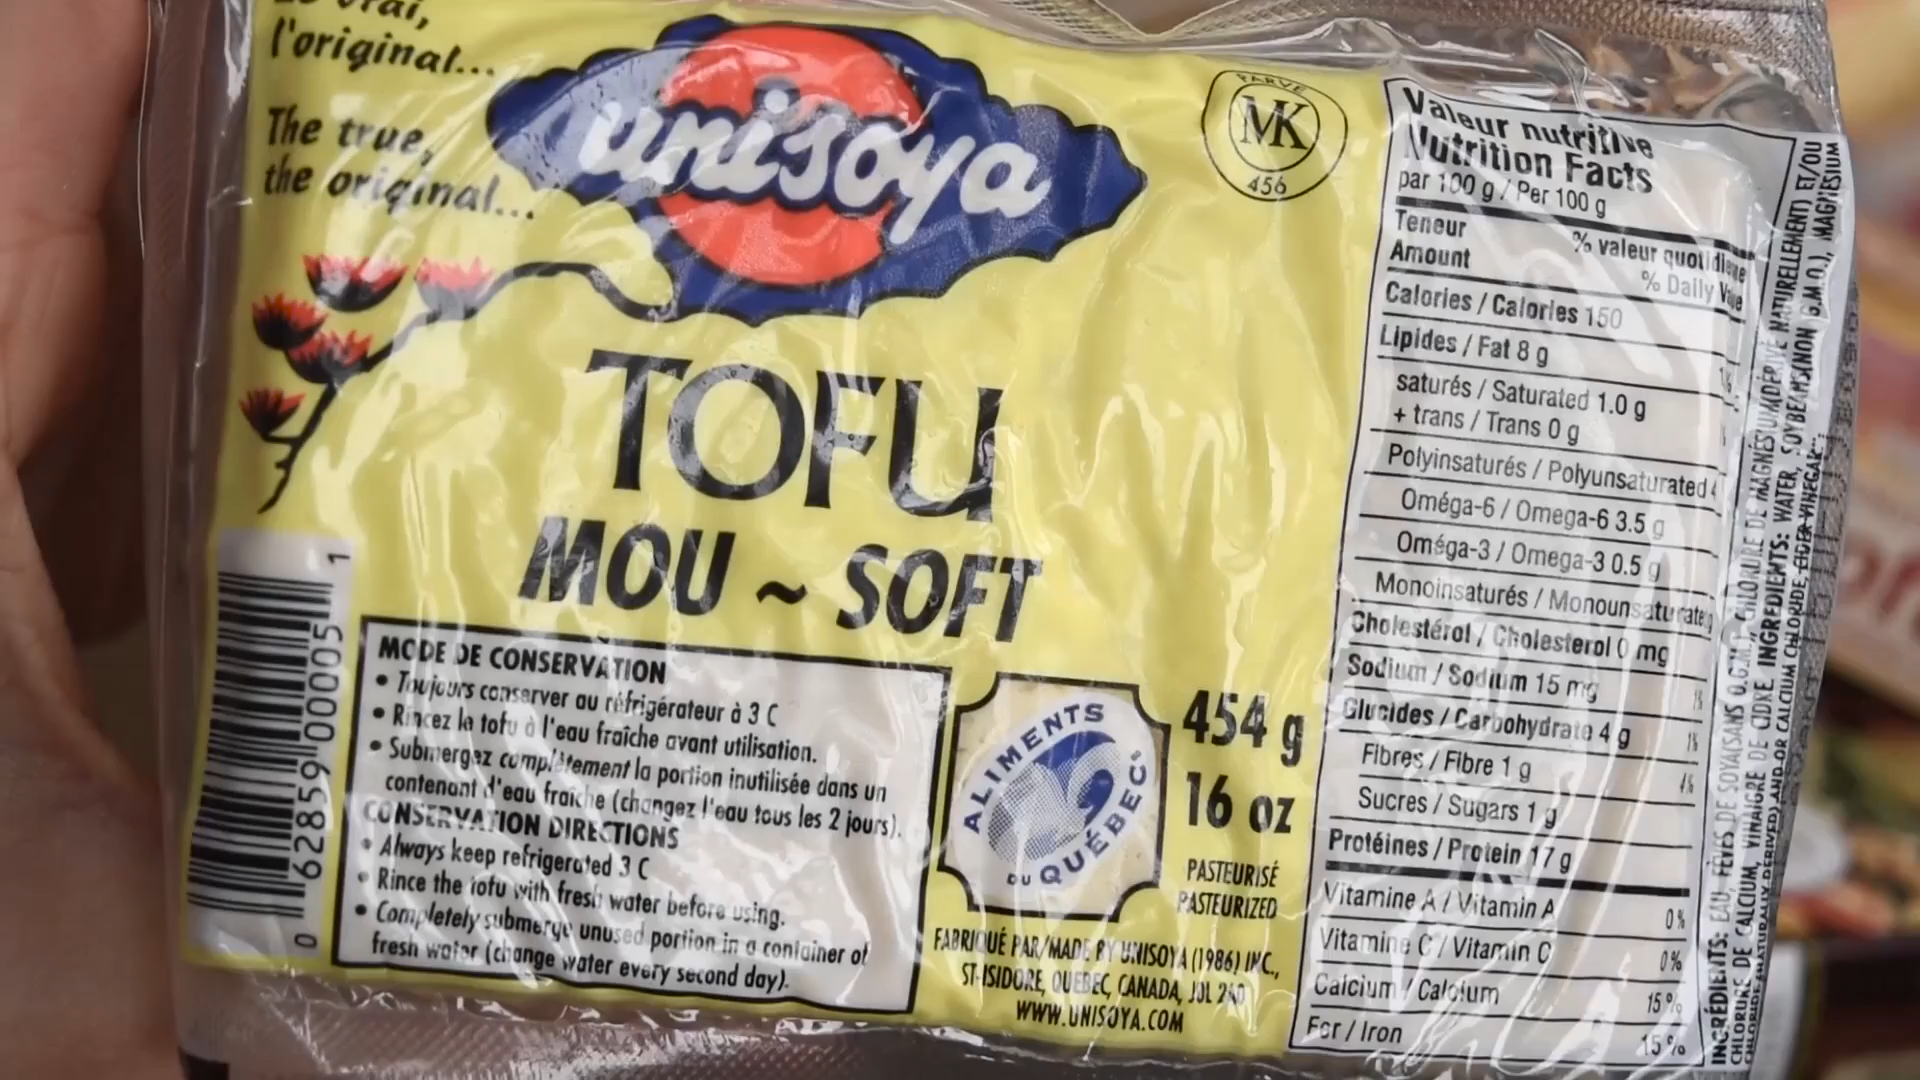 Le vrai,
l'original...
The true,
the original...
unisoya
PARVE
MK
456
TOFU
MOU ~ SOFT
MODE DE CONSERVATION
• Toujours conserver au réfrigérateur à 3 C
• Rincez le tofu à l'eau fraîche avant utilisation.
• Submergez complètement la portion inutilisée dans un
contenant d'eau fraîche (changez l'eau tous les 2 jours).
CONSERVATION DIRECTIONS
• Always keep refrigerated 3 C
• Rince the tofu with fresh water before using.
• Completely submerge unused portion in a container of
fresh water (change water every second day).
0 62859 00005 1
ALIMENTS
DU QUÉBEC
454 g
16 oz
PASTEURISÉ
PASTEURIZED
FABRIQUÉ PAR/MADE BY UNISOYA (1986) INC.,
ST-ISIDORE, QUEBEC, CANADA, J0L
WWW.UNISOYA.COM
Valeur nutritive
Nutrition Facts
par 100 g / Per 100 g
Teneur % valeur quotidienne
Amount % Daily Value
Calories / Calories 150
Lipides / Fat 8 g
saturés / Saturated 1.0 g
+ trans / Trans 0 g
Polyinsaturés / Polyunsaturated 4
Oméga-6 / Omega-6 3.5 g
Oméga-3 / Omega-3 0.5 g
Monoinsaturés / Monounsaturated
Cholestérol / Cholesterol 0 mg
Sodium / Sodium 15 mg 1%
Glucides / Carbohydrate 4 g 1%
Fibres / Fibre 1 g 4%
Sucres / Sugars 1 g
Protéines / Protein 17 g
Vitamine A / Vitamin A 0%
Vitamine C / Vitamin C 0%
Calcium / Calcium 15 %
Fer / Iron 15 %
INGRÉDIENTS: EAU, FÈVES DE SOYA(SANS O.G.M.), CHLORURE DE MAGNÉSIUM(DÉRIVÉ NATURELLEMENT) ET/OU
CHLORURE DE CALCIUM, VINAIGRE DE CIDRE. INGREDIENTS: WATER, SOYBEANS(NON G.M.O.), MAGNESIUM
CHLORIDE(NATURALLY DERIVED) AND/OR CALCIUM CHLORIDE, CIDER VINEGAR.